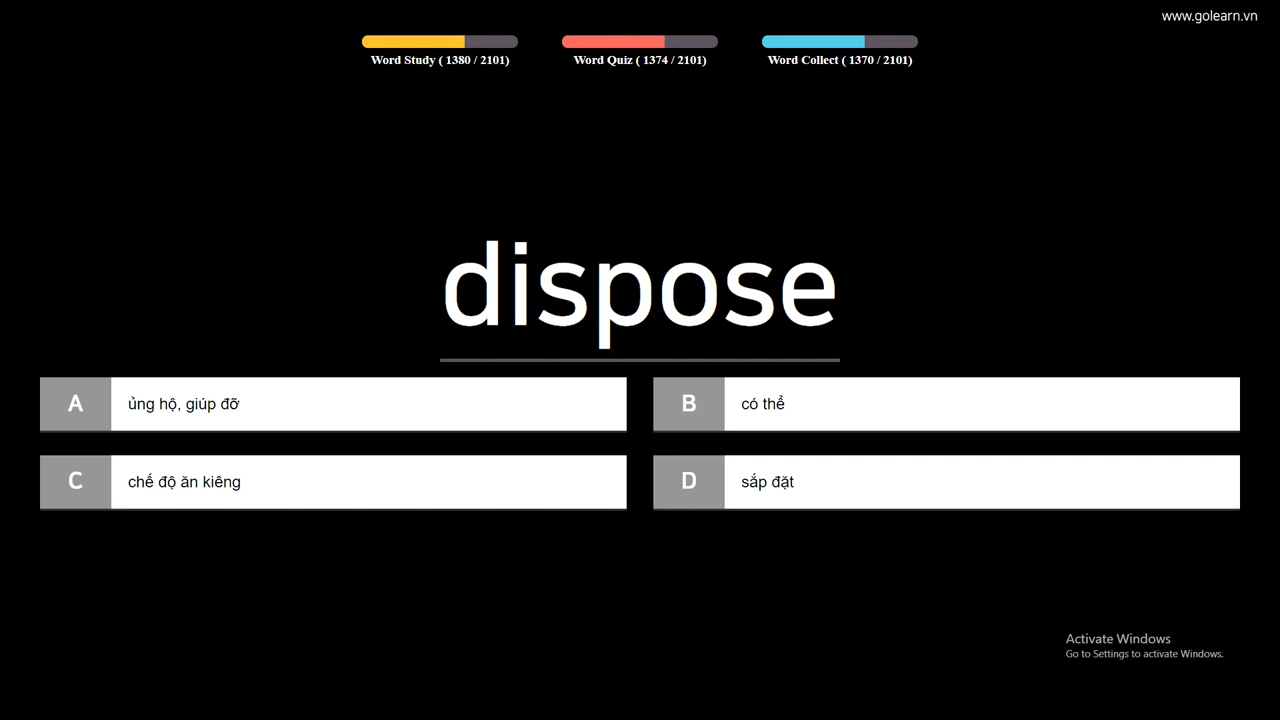 www.golearn.vn
Word Study ( 1380 / 2101)
Word Quiz ( 1374 / 2101)
Word Collect ( 1370 / 2101)
dispose
A ủng hộ, giúp đỡ
B có thể
C chế độ ăn kiêng
D sắp đặt
Activate Windows
Go to Settings to activate Windows.